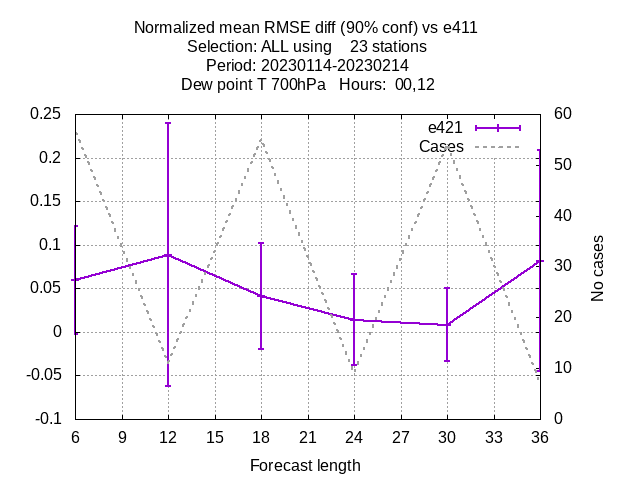 Normalized mean RMSE diff (90% conf) vs e411
Selection: ALL using    23 stations
Period: 20230114-20230214
Dew point T 700hPa   Hours:  00,12
0.25
0.2
0.15
0.1
0.05
0
-0.05
-0.1
e421
Cases
60
50
40
30
20
10
0
No cases
6 9 12 15 18 21 24 27 30 33 36
Forecast length